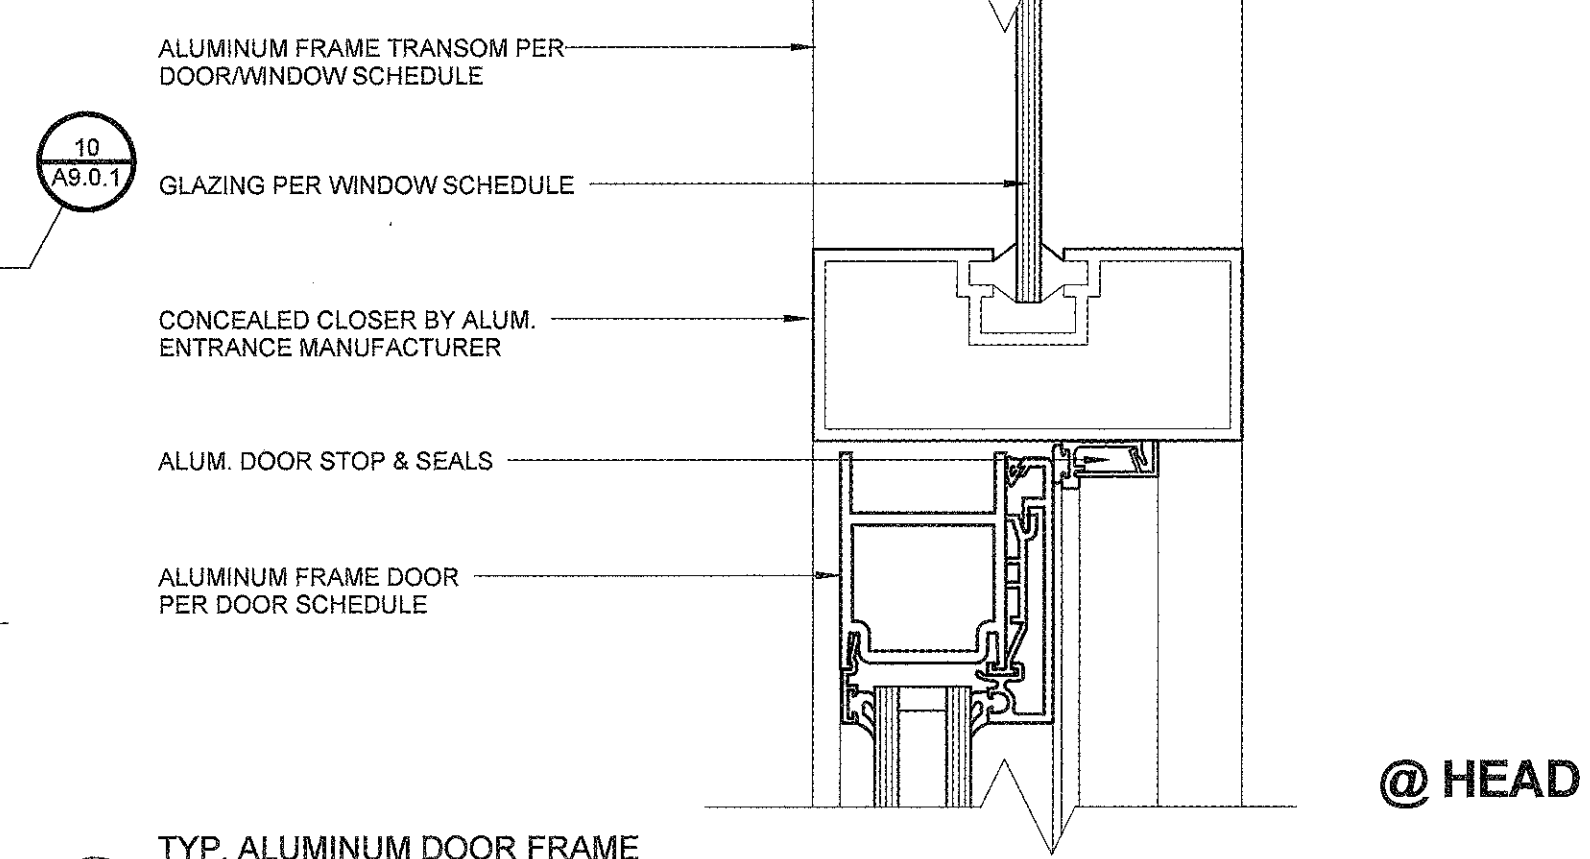 ALUMINUM FRAME TRANSOM PER
DOOR/WINDOW SCHEDULE
10
A9.0.1
GLAZING PER WINDOW SCHEDULE
CONCEALED CLOSER BY ALUM.
ENTRANCE MANUFACTURER
ALUM. DOOR STOP & SEALS
ALUMINUM FRAME DOOR
PER DOOR SCHEDULE
@ HEAD
TYP. ALUMINUM DOOR FRAME